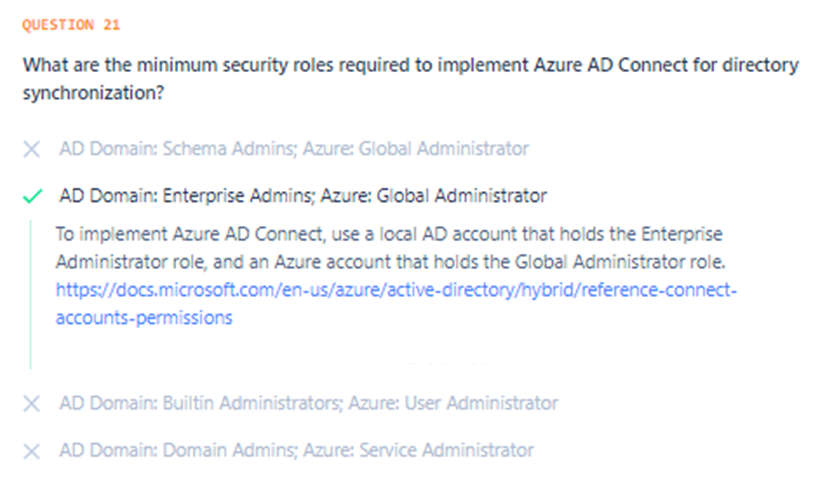 QUESTION 21
What are the minimum security roles required to implement Azure AD Connect for directory
synchronization?
AD Domain: Schema Admins; Azure: Global Administrator
AD Domain: Enterprise Admins; Azure: Global Administrator
To implement Azure AD Connect, use a local AD account that holds the Enterprise
Administrator role, and an Azure account that holds the Global Administrator role.
https://docs.microsoft.com/en-us/azure/active-directory/hybrid/reference-connect-
accounts-permissions
AD Domain: Builtin Administrators; Azure: User Administrator
AD Domain: Domain Admins; Azure: Service Administrator